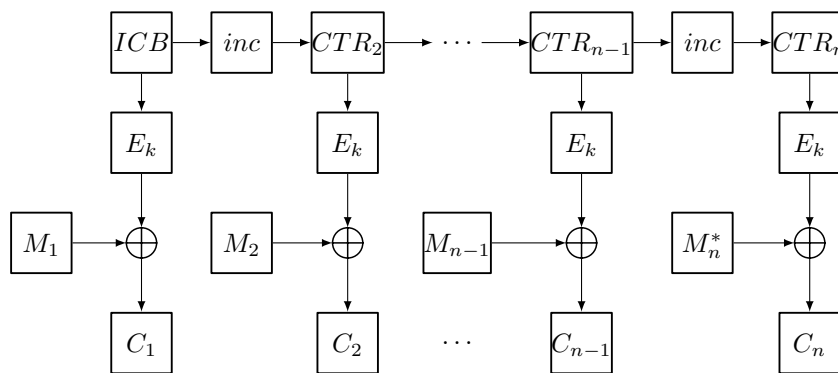 ICB inc CTR₂ ⋯ CTRₙ₋₁ inc CTRₙ
Eₖ Eₖ Eₖ Eₖ
M₁ ⊕ M₂ ⊕ Mₙ₋₁ ⊕ Mₙ* ⊕
C₁ C₂ ⋯ Cₙ₋₁ Cₙ